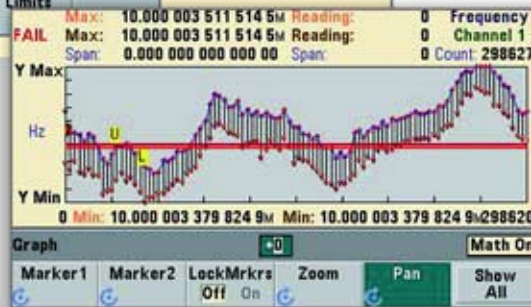 Limits
Max: 10.000 003 511 514 5M Reading: 0 Frequency
FAIL Max: 10.000 003 511 514 5M Reading: 0 Channel 1
Span: 0.000 000 000 000 00 Span: 0 Count: 298627
Y Max
U
Hz
L
Y Min
0 Min: 10.000 003 379 824 9M Min: 10.000 003 379 824 9M 298520
Graph +0 Math On
Marker1 Marker2 LockMrkrs Zoom Pan Show
Off On All